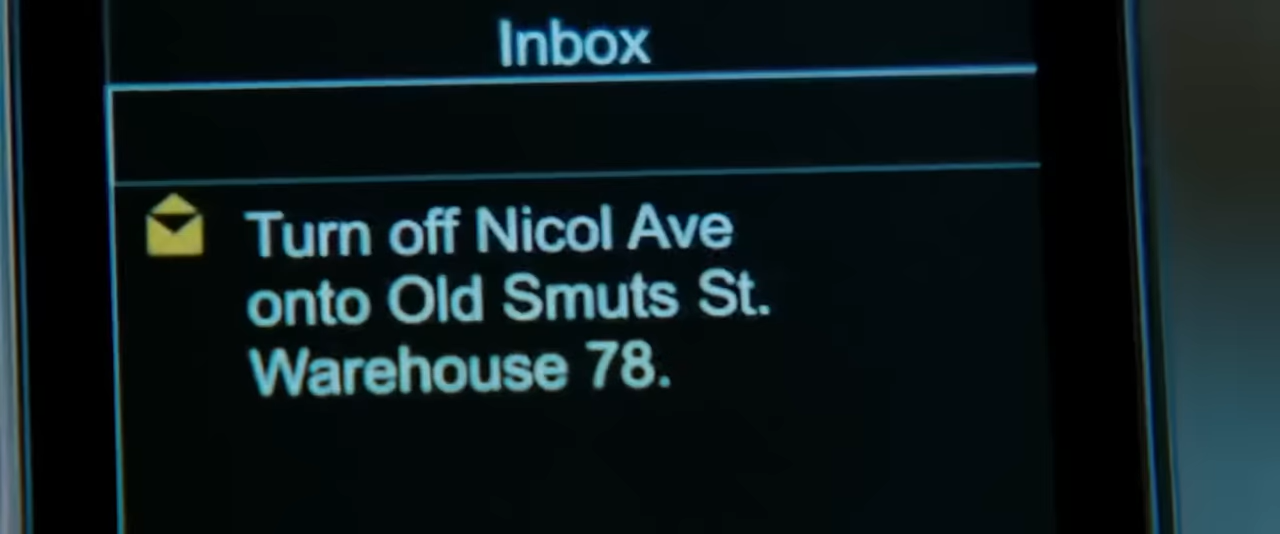 Inbox
Turn off Nicol Ave
onto Old Smuts St.
Warehouse 78.